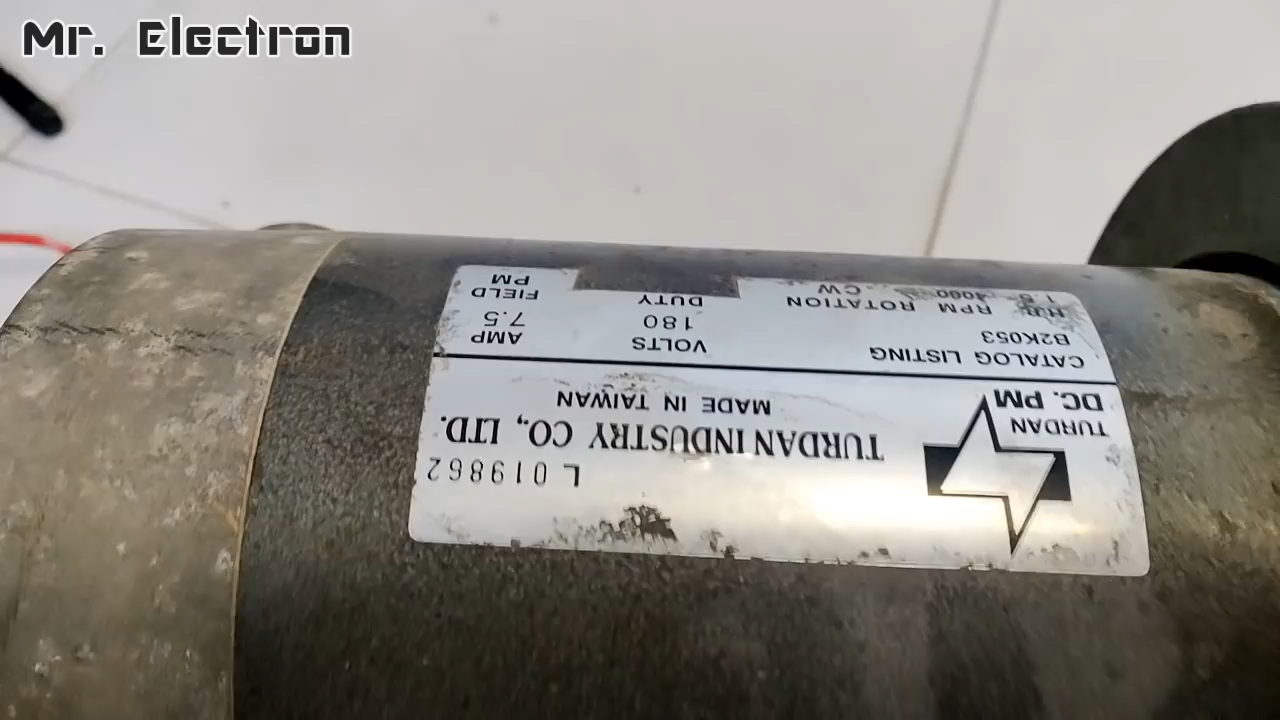 Mr. Electron
L 019862
TURDAN INDUSTRY CO., LTD.
MADE IN TAIWAN
TURDAN
DC. PM
CATALOG LISTING
B2K053
VOLTS
180
AMP
7.5
RPM ROTATION
4000 CW
DUTY
FIELD
PM